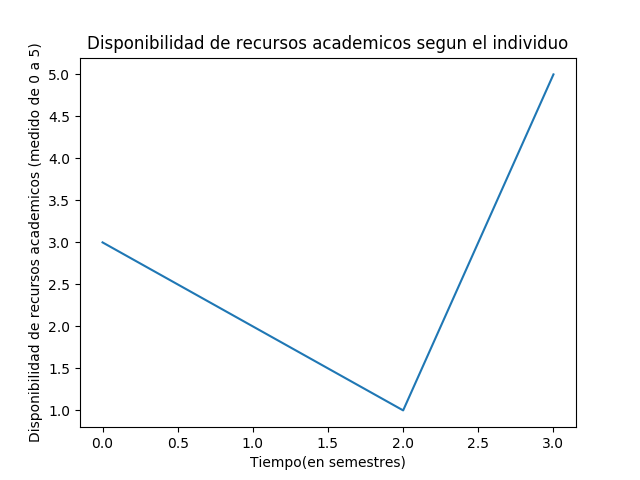 Disponibilidad de recursos academicos segun el individuo
Disponibilidad de recursos academicos (medido de 0 a 5)
5.0
4.5
4.0
3.5
3.0
2.5
2.0
1.5
1.0
0.0 0.5 1.0 1.5 2.0 2.5 3.0
Tiempo(en semestres)